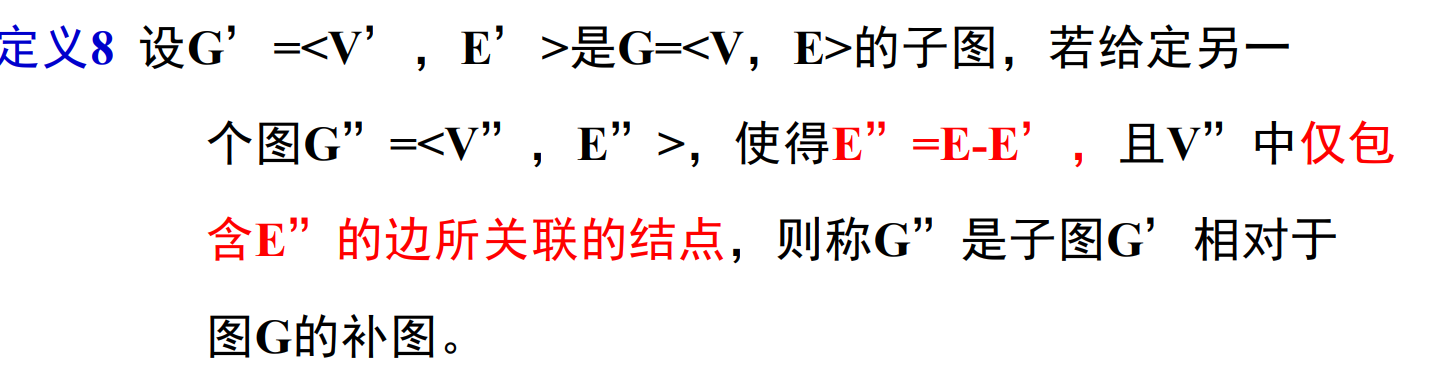 定义8 设G’=<V’，E’>是G=<V，E>的子图，若给定另一
个图G”=<V”，E”>，使得E”=E-E’，且V”中仅包
含E”的边所关联的结点，则称G”是子图G’相对于
图G的补图。